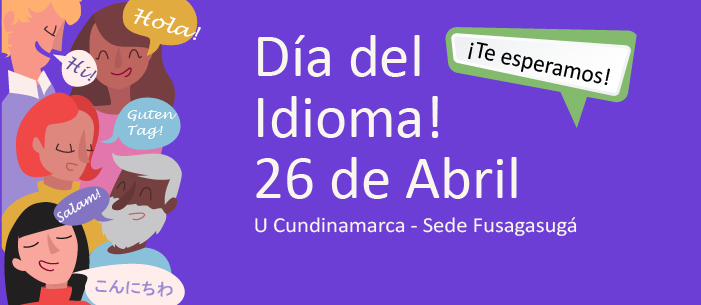 Hola!
Hi!
Guten
Tag!
Salam!
こんにちわ
Día del
Idioma!
26 de Abril
U Cundinamarca - Sede Fusagasugá
¡Te esperamos!